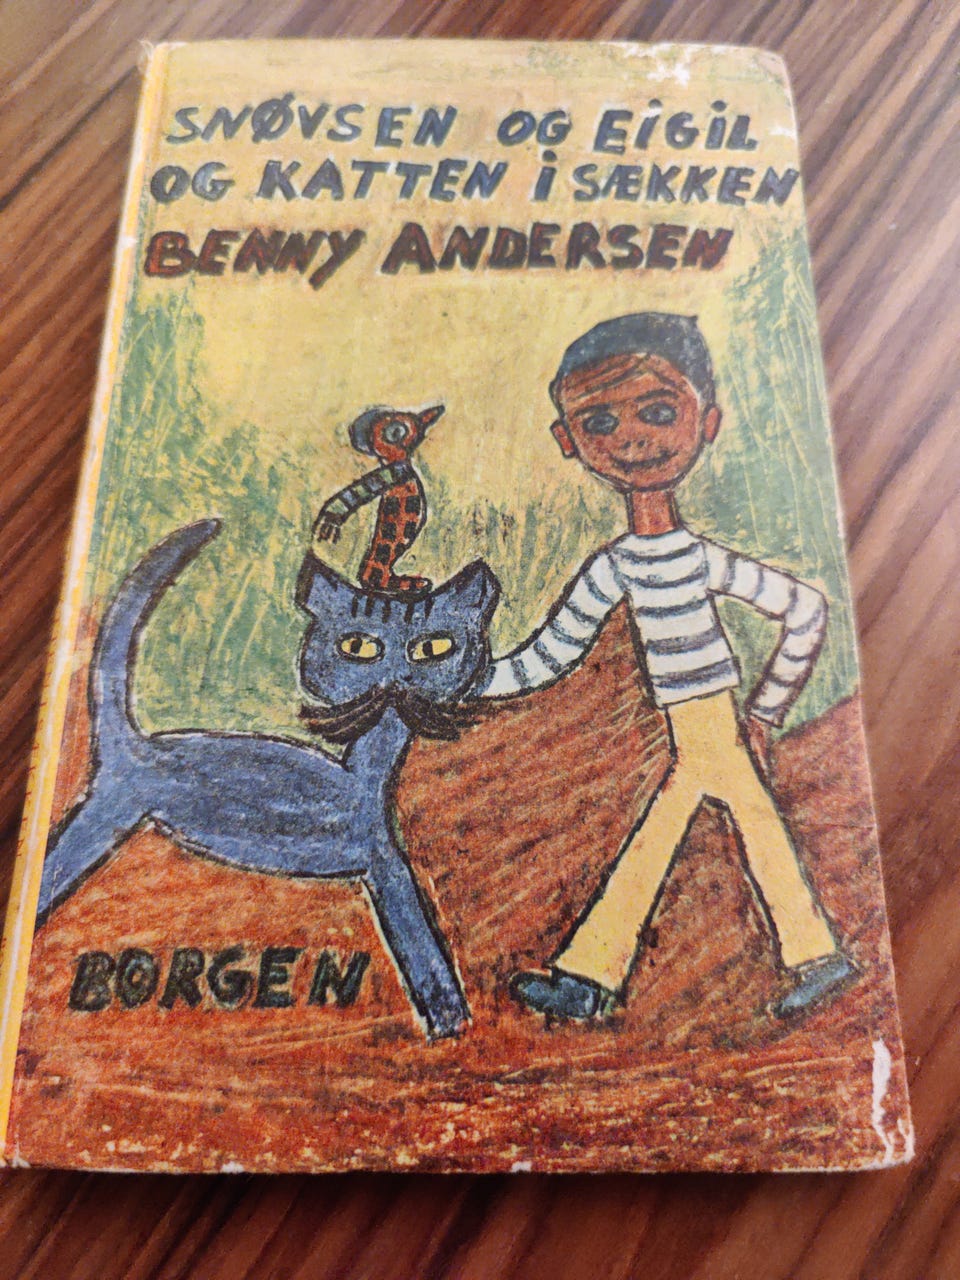 SNØVSEN OG EiGiL
OG KATTEN i SÆKKEN
BENNY ANDERSEN
BORGEN